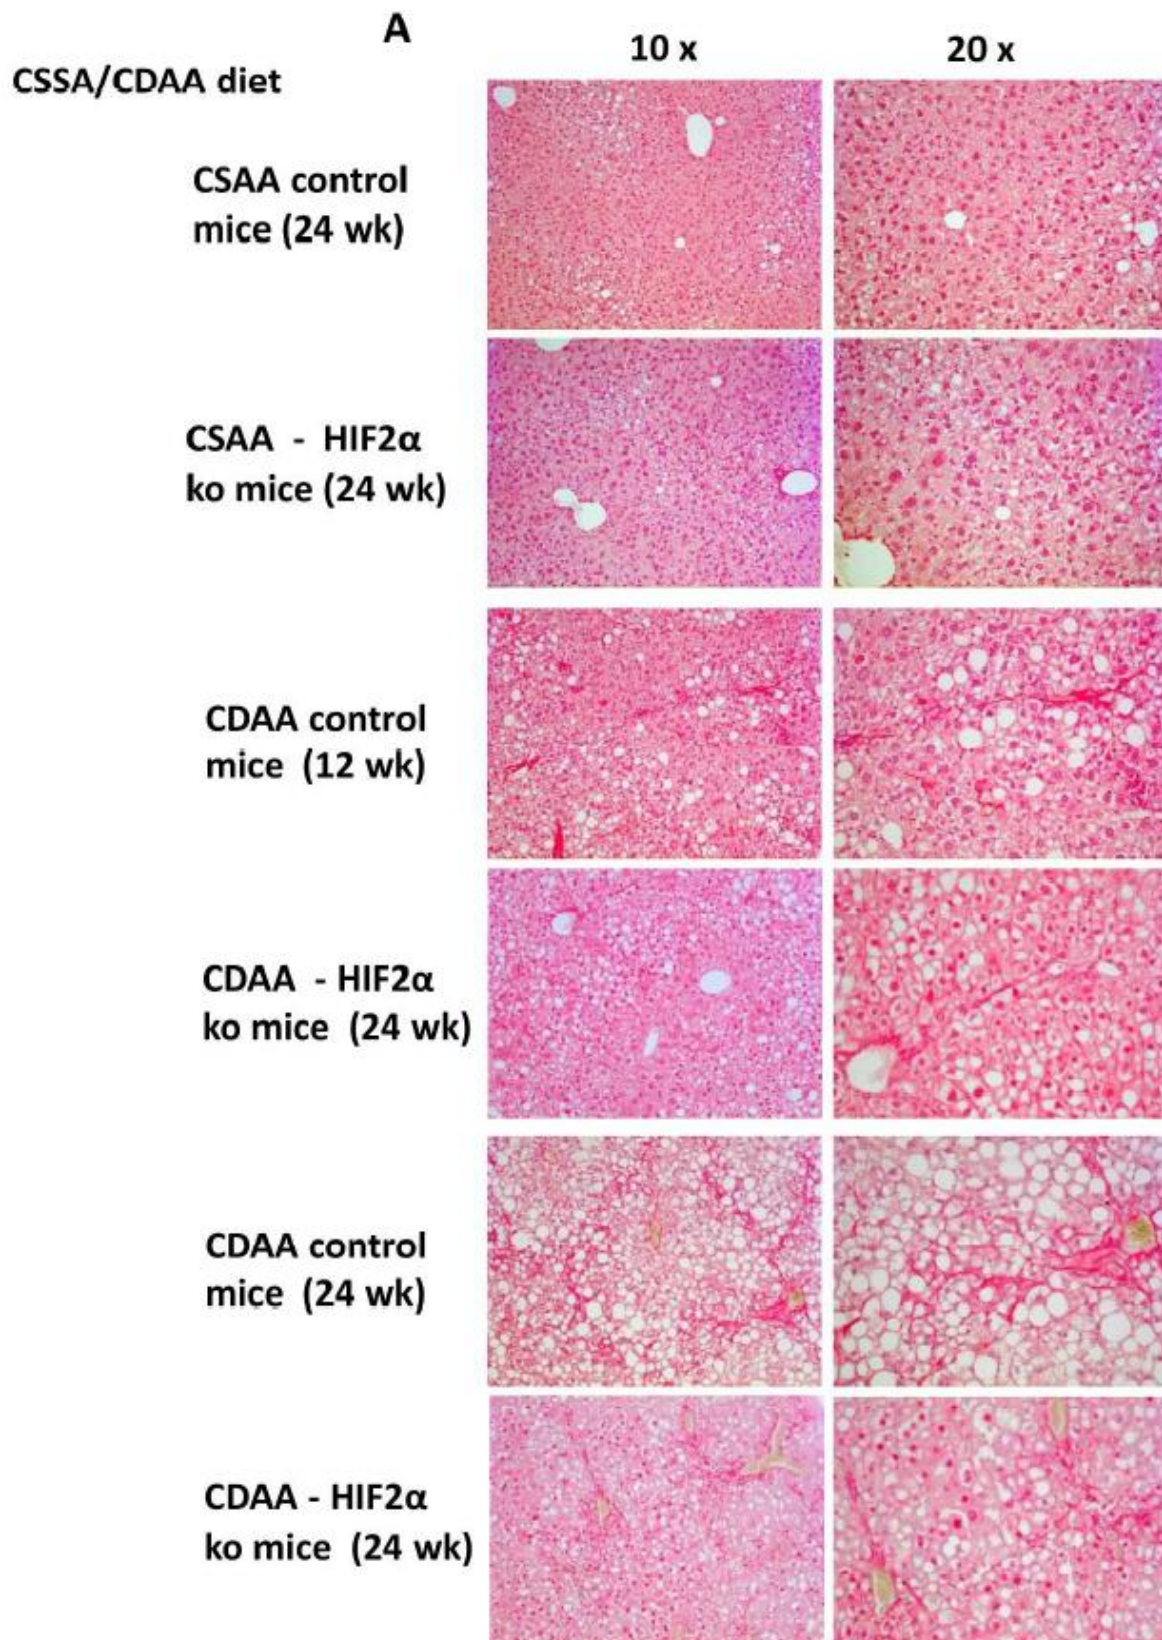 A
10 x
20 x
CSSA/CDAA diet
CSAA control
mice (24 wk)
CSAA - HIF2α
ko mice (24 wk)
CDAA control
mice (12 wk)
CDAA - HIF2α
ko mice (24 wk)
CDAA control
mice (24 wk)
CDAA - HIF2α
ko mice (24 wk)